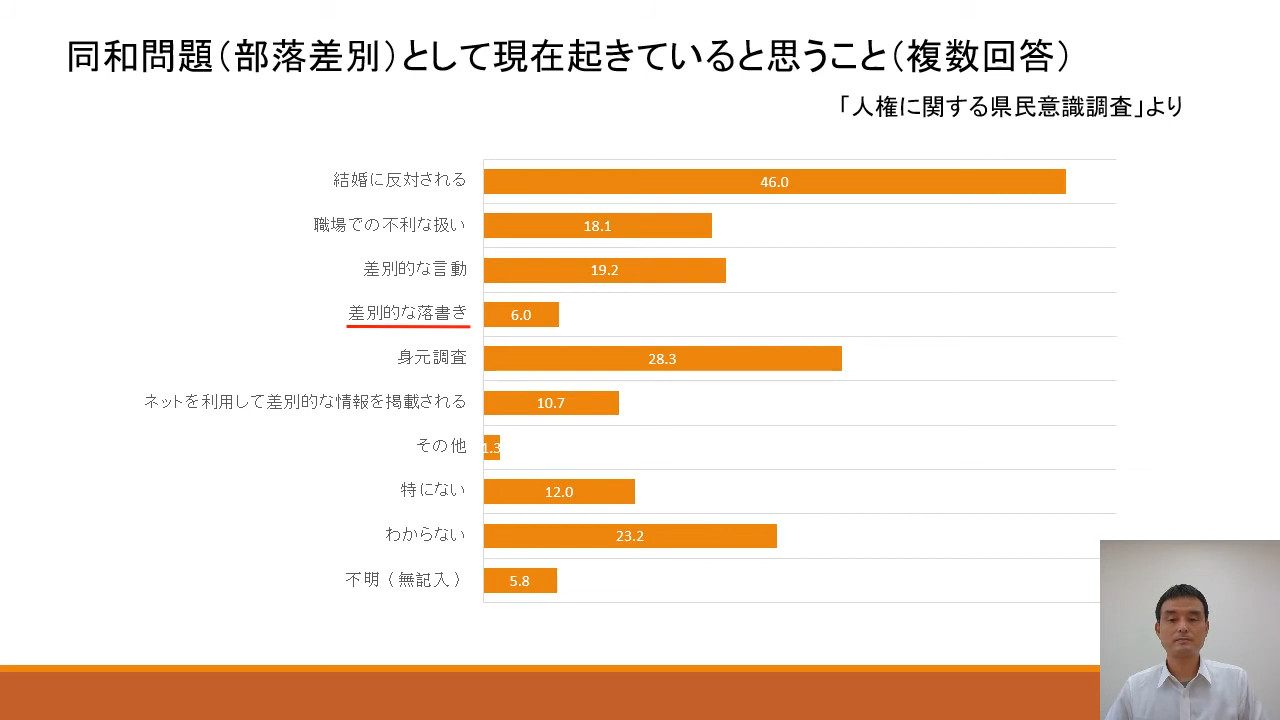 同和問題（部落差別）として現在起きていると思うこと（複数回答）
「人権に関する県民意識調査」より
結婚に反対される 46.0
職場での不利な扱い 18.1
差別的な言動 19.2
差別的な落書き 6.0
身元調査 28.3
ネットを利用して差別的な情報を掲載される 10.7
その他 1.3
特にない 12.0
わからない 23.2
不明（無記入） 5.8